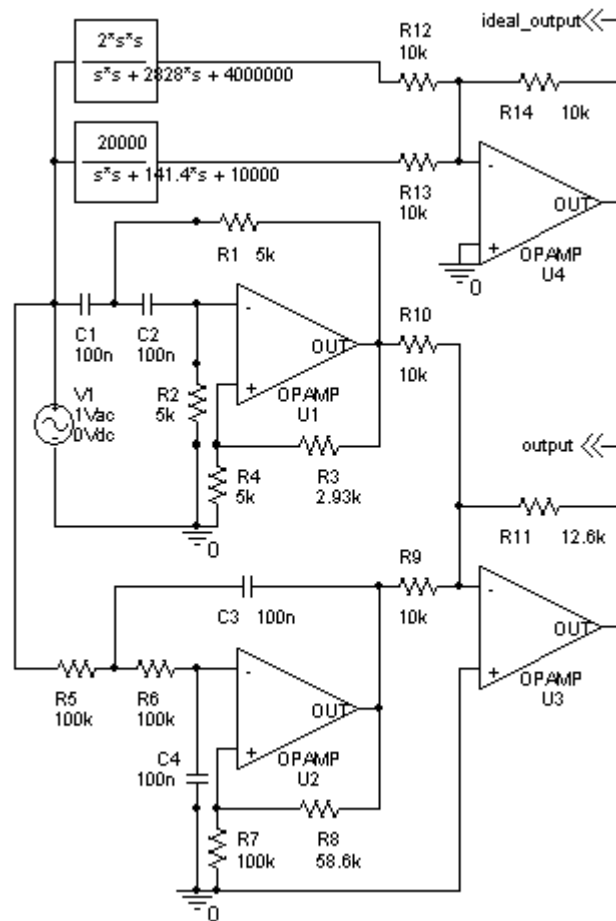 ideal_output
2*s*s
s*s + 2828*s + 4000000
R12
10k
R14 10k
20000
s*s + 141.4*s + 10000
R13
10k
-
+
OUT
OPAMP
U4
0
R1 5k
C1
100n
C2
100n
-
+
OUT
OPAMP
U1
R10
10k
V1
1Vac
0Vdc
R2
5k
R4
5k
R3
2.93k
0
output
R11 12.6k
R9
10k
C3 100n
-
+
OUT
OPAMP
U3
R5
100k
R6
100k
-
+
OUT
OPAMP
U2
C4
100n
R7
100k
R8
58.6k
0